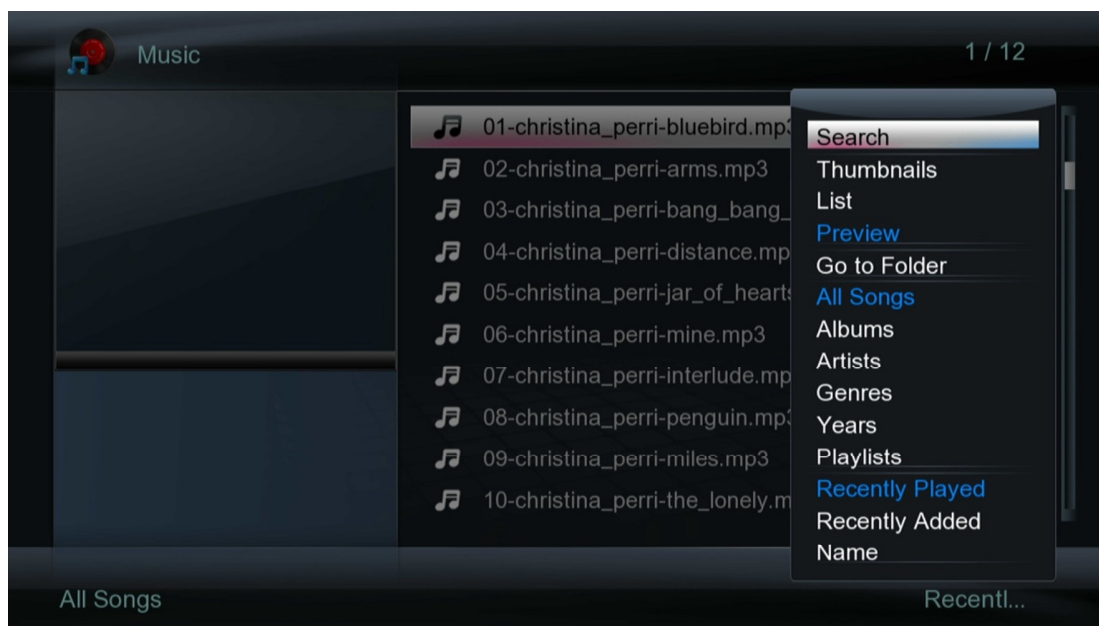 Music
1 / 12
01-christina_perri-bluebird.mp3
02-christina_perri-arms.mp3
03-christina_perri-bang_bang_
04-christina_perri-distance.mp
05-christina_perri-jar_of_hearts
06-christina_perri-mine.mp3
07-christina_perri-interlude.mp
08-christina_perri-penguin.mp3
09-christina_perri-miles.mp3
10-christina_perri-the_lonely.m
Search
Thumbnails
List
Preview
Go to Folder
All Songs
Albums
Artists
Genres
Years
Playlists
Recently Played
Recently Added
Name
All Songs
Recentl...